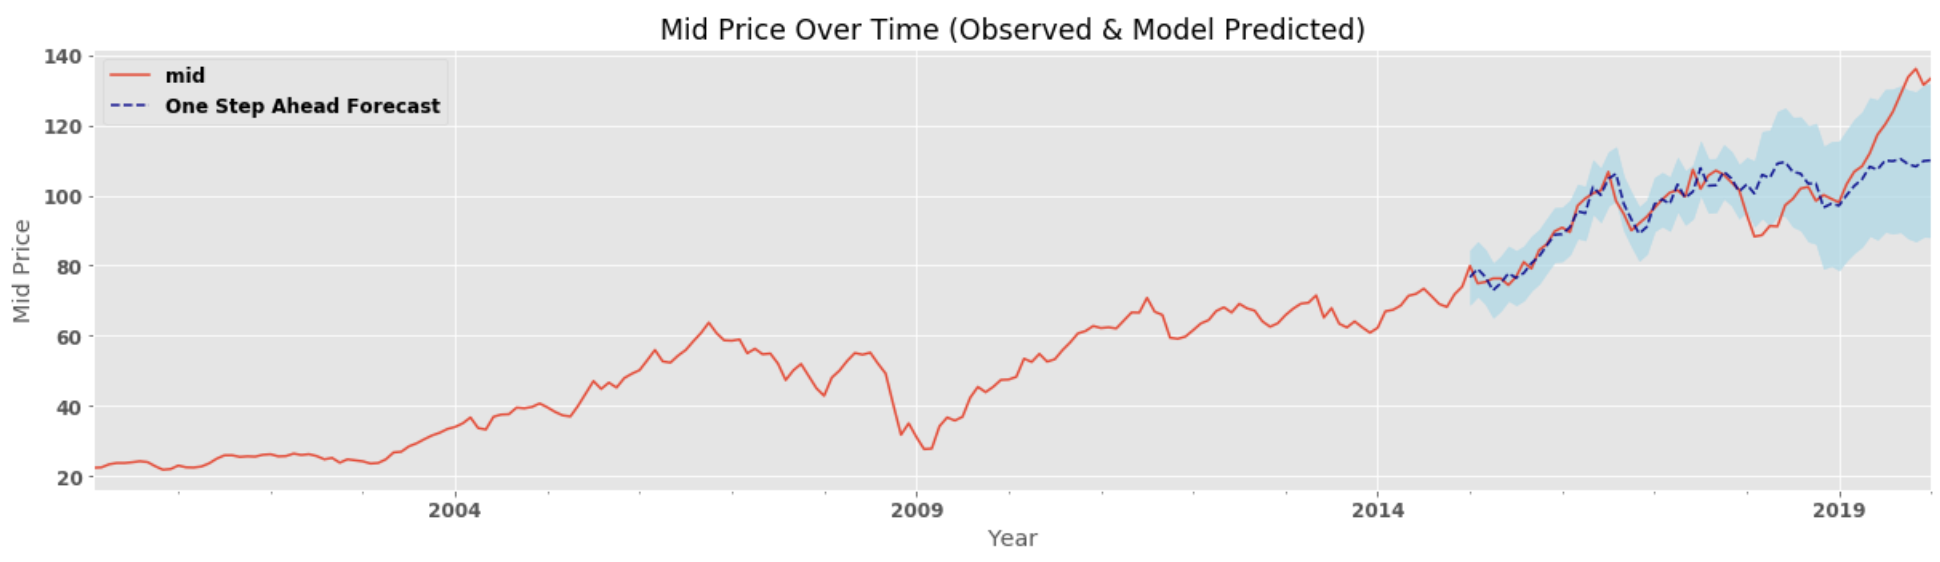 Mid Price Over Time (Observed & Model Predicted)
mid
One Step Ahead Forecast
140
120
100
80
60
40
20
Mid Price
2004
2009
2014
2019
Year